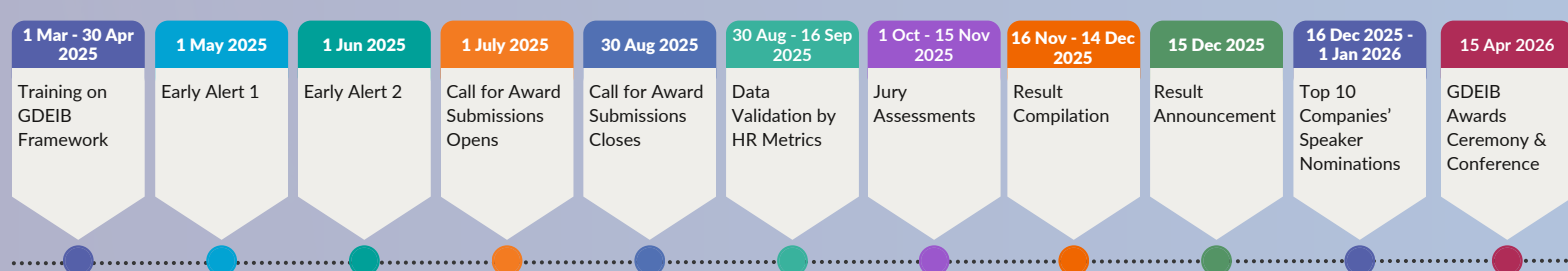 1 Mar - 30 Apr
2025
Training on
GDEIB
Framework
1 May 2025
Early Alert 1
1 Jun 2025
Early Alert 2
1 July 2025
Call for Award
Submissions
Opens
30 Aug 2025
Call for Award
Submissions
Closes
30 Aug - 16 Sep
2025
Data
Validation by
HR Metrics
1 Oct - 15 Nov
2025
Jury
Assessments
16 Nov - 14 Dec
2025
Result
Compilation
15 Dec 2025
Result
Announcement
16 Dec 2025 -
1 Jan 2026
Top 10
Companies’
Speaker
Nominations
15 Apr 2026
GDEIB
Awards
Ceremony &
Conference